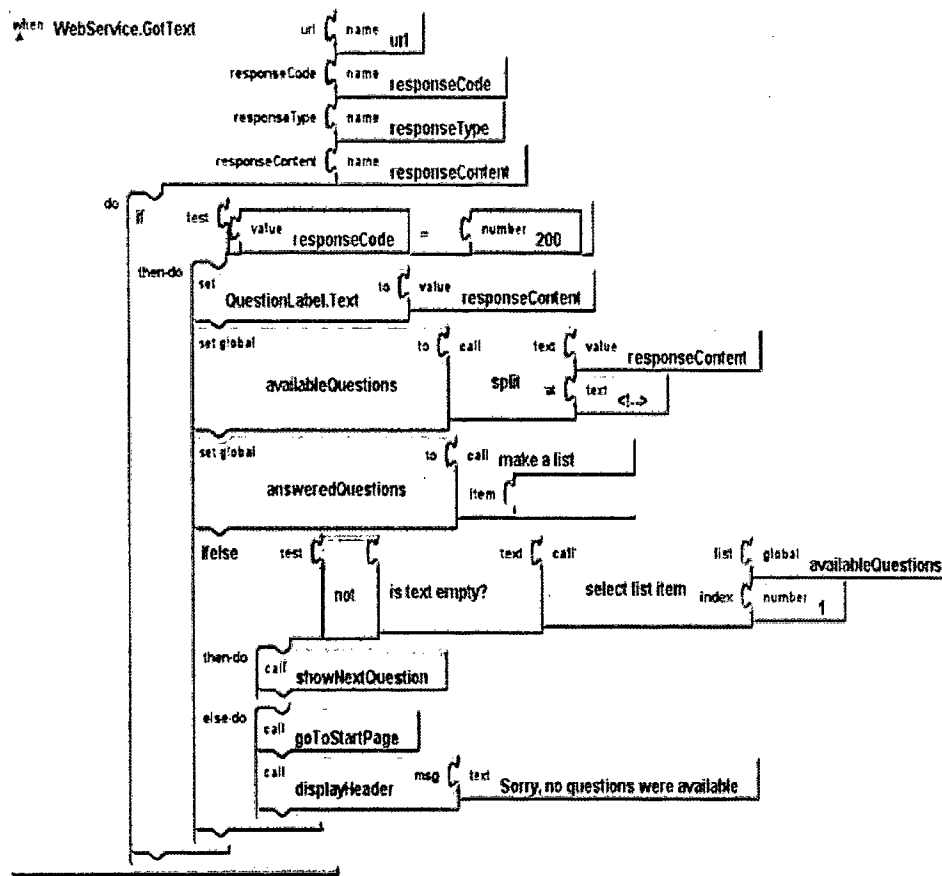 when WebService.GotText url name url
responseCode name responseCode
responseType name responseType
responseContent name responseContent
do if test value responseCode = number 200
then-do set QuestionLabel.Text to value responseContent
set global availableQuestions to call split text value responseContent
at text <!-->
set global answeredQuestions to call make a list
item
ifelse test not is text empty? text call select list item list global availableQuestions
index number 1
then-do call showNextQuestion
else-do call goToStartPage
call displayHeader msg text Sorry, no questions were available